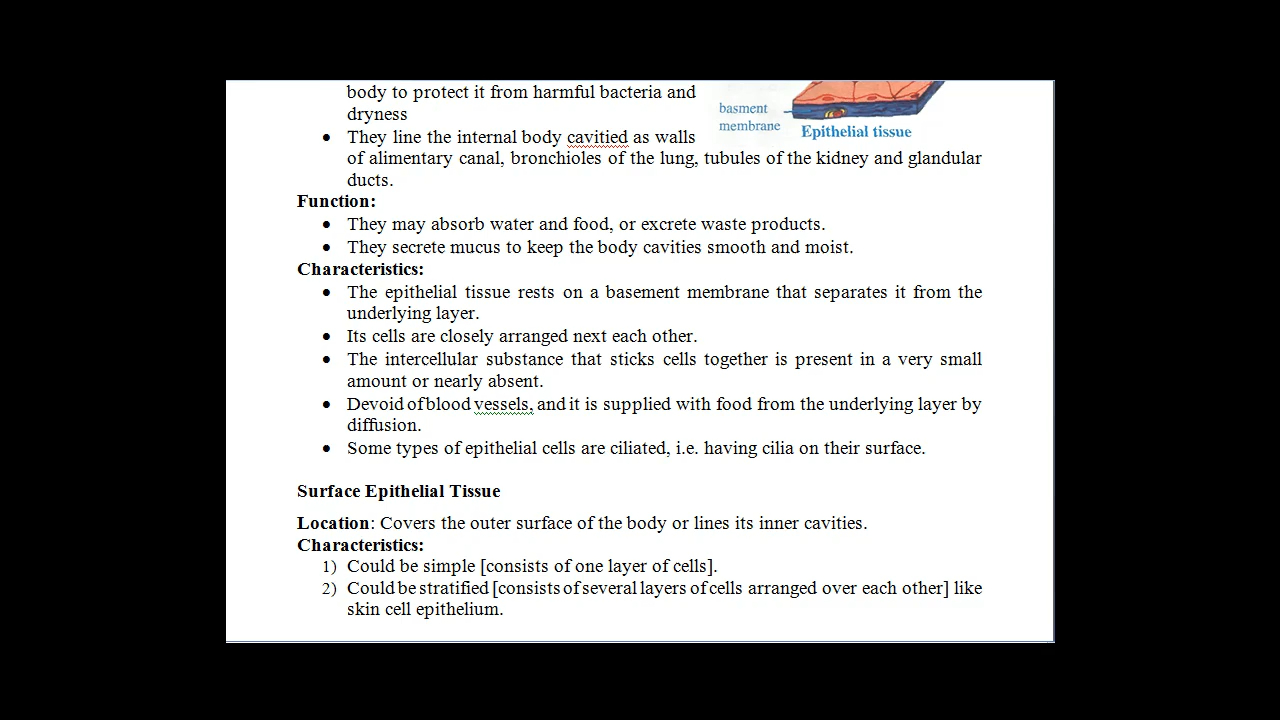 body to protect it from harmful bacteria and
dryness
basment
membrane
Epithelial tissue
• They line the internal body cavitied as walls
of alimentary canal, bronchioles of the lung, tubules of the kidney and glandular
ducts.
Function:
• They may absorb water and food, or excrete waste products.
• They secrete mucus to keep the body cavities smooth and moist.
Characteristics:
• The epithelial tissue rests on a basement membrane that separates it from the
underlying layer.
• Its cells are closely arranged next each other.
• The intercellular substance that sticks cells together is present in a very small
amount or nearly absent.
• Devoid of blood vessels, and it is supplied with food from the underlying layer by
diffusion.
• Some types of epithelial cells are ciliated, i.e. having cilia on their surface.
Surface Epithelial Tissue
Location: Covers the outer surface of the body or lines its inner cavities.
Characteristics:
1) Could be simple [consists of one layer of cells].
2) Could be stratified [consists of several layers of cells arranged over each other] like
skin cell epithelium.